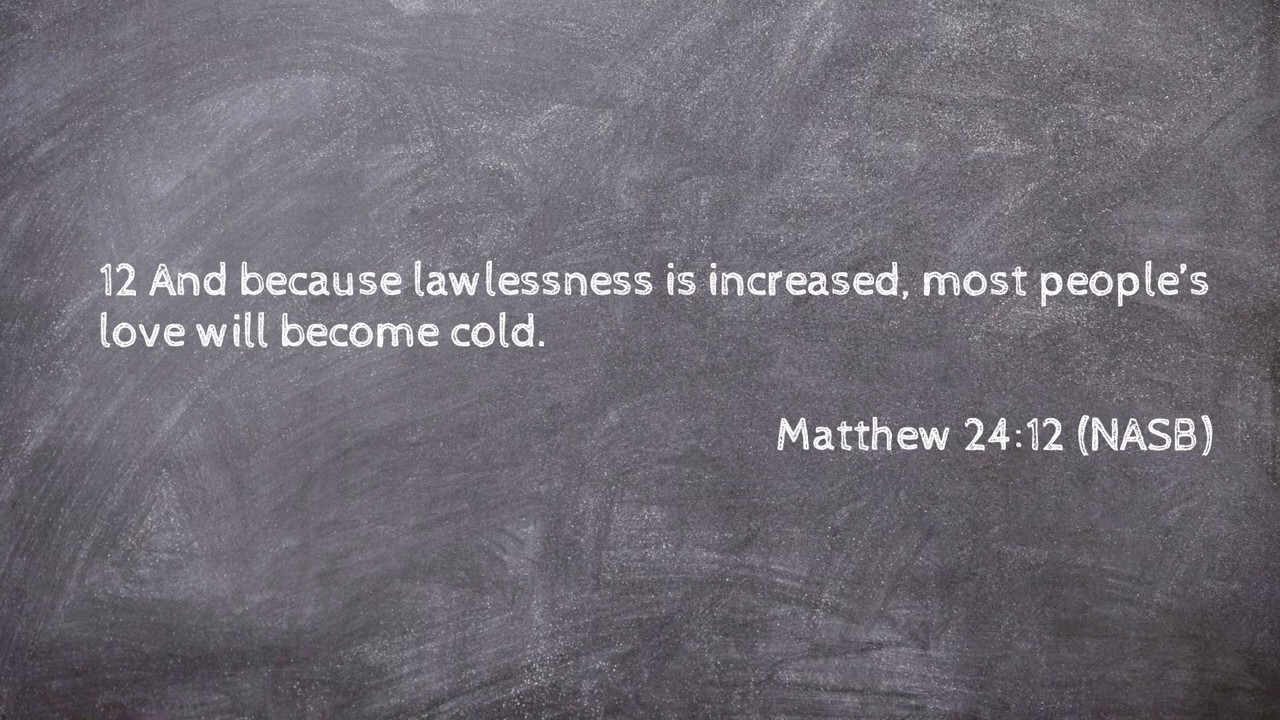 12 And because lawlessness is increased, most people's
love will become cold.
Matthew 24:12 (NASB)